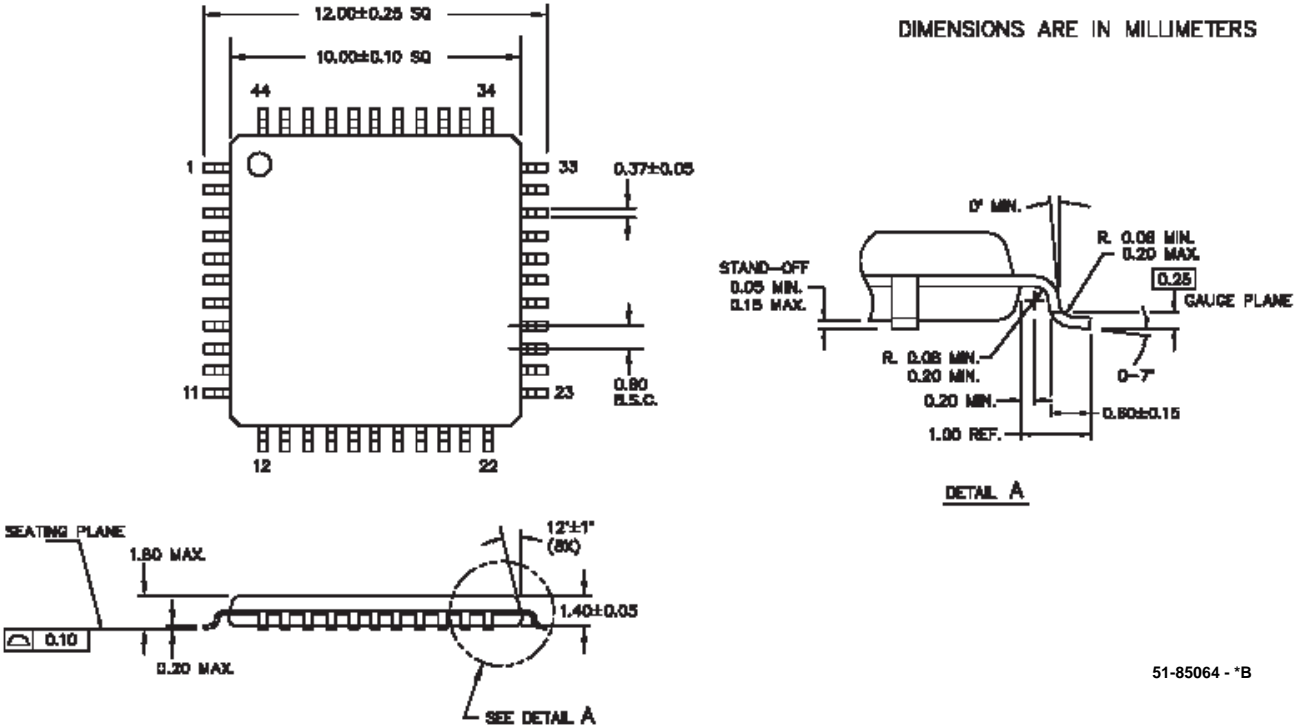 12.00±0.25 SQ
DIMENSIONS ARE IN MILLIMETERS
10.00±0.10 SQ
44
34
1
33
0.37±0.05
0° MIN.
R. 0.08 MIN.
0.20 MAX.
STAND-OFF
0.05 MIN.
0.15 MAX.
0.25
GAUGE PLANE
R. 0.08 MIN.
0.20 MIN.
0-7°
0.80
B.S.C.
11
23
0.20 MIN.
0.60±0.15
1.00 REF.
12
22
DETAIL A
SEATING PLANE
12°±1°
(8X)
1.60 MAX.
1.40±0.05
0.10
0.20 MAX.
51-85064 - *B
SEE DETAIL A